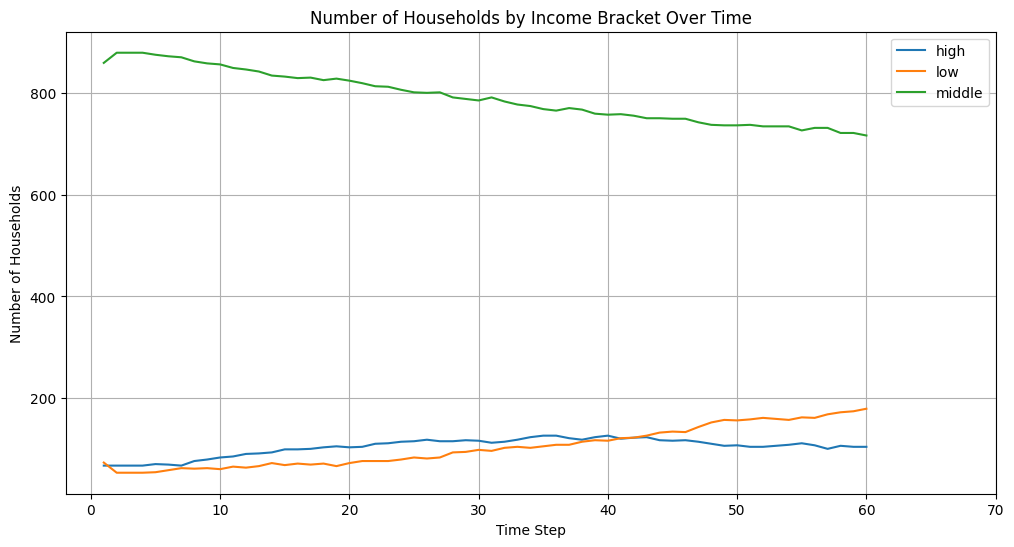 Number of Households by Income Bracket Over Time
high
low
middle
Number of Households
800
600
400
200
0
10
20
30
40
50
60
70
Time Step